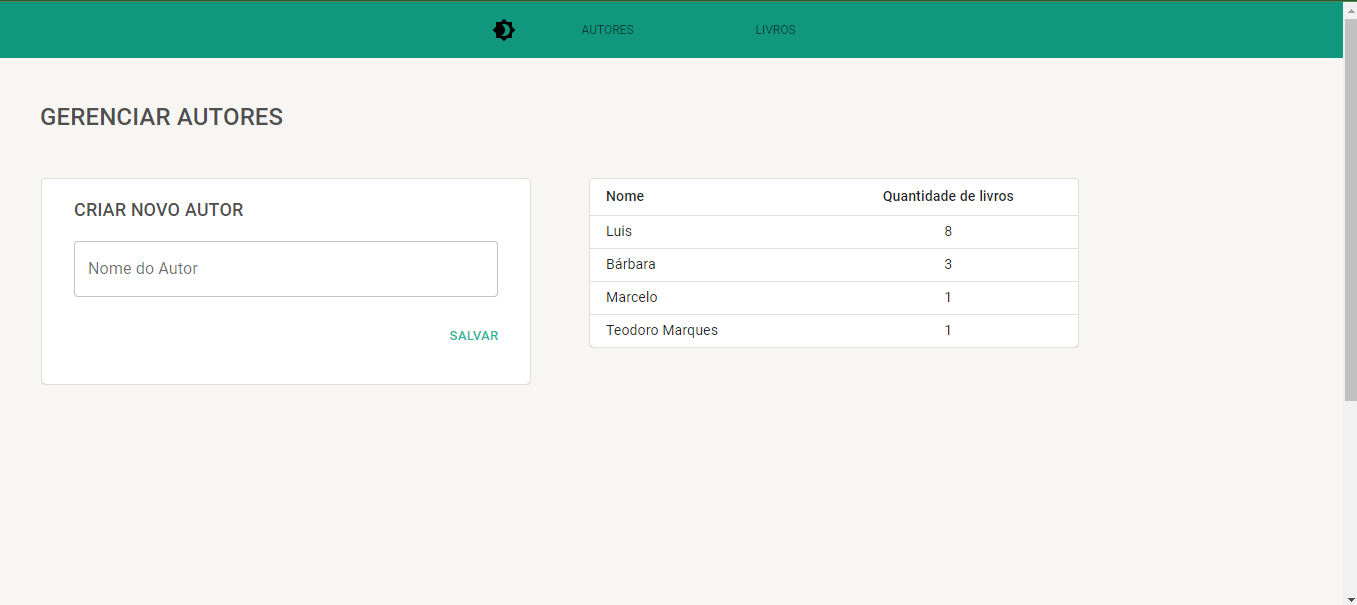 AUTORES LIVROS
GERENCIAR AUTORES
CRIAR NOVO AUTOR
Nome do Autor
SALVAR
Nome Quantidade de livros
Luis 8
Bárbara 3
Marcelo 1
Teodoro Marques 1